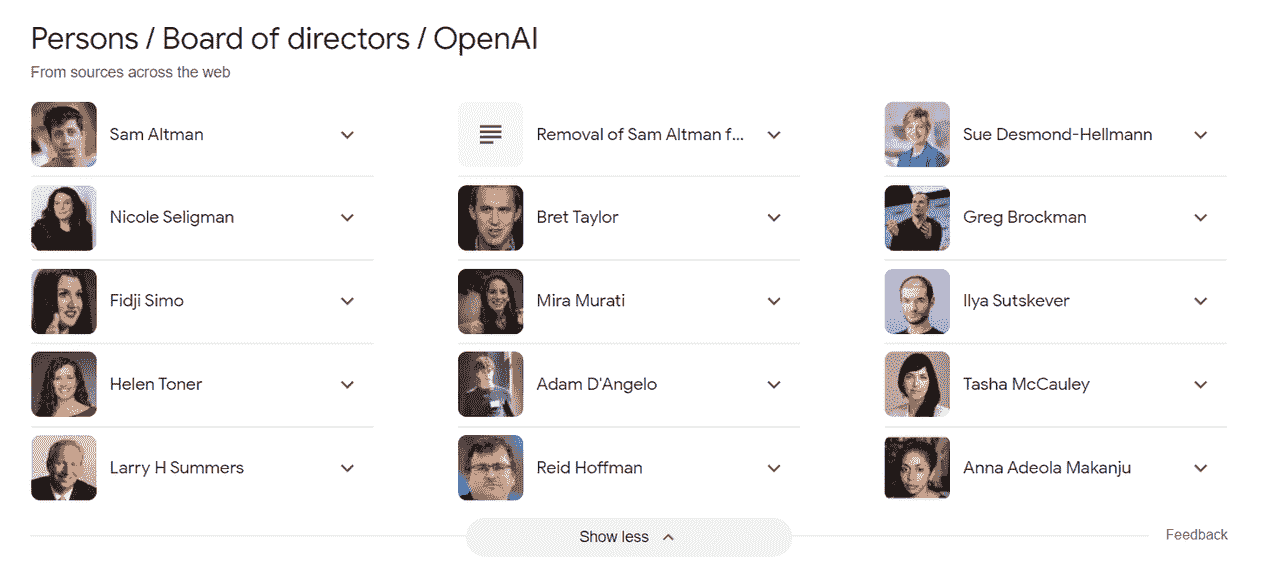 Persons / Board of directors / OpenAI
From sources across the web
Sam Altman
Removal of Sam Altman f...
Sue Desmond-Hellmann
Nicole Seligman
Bret Taylor
Greg Brockman
Fidji Simo
Mira Murati
Ilya Sutskever
Helen Toner
Adam D'Angelo
Tasha McCauley
Larry H Summers
Reid Hoffman
Anna Adeola Makanju
Show less
Feedback